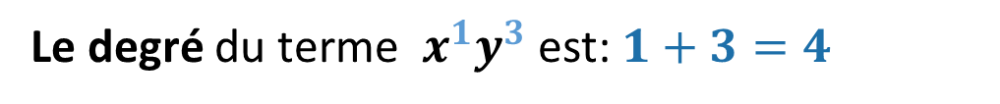 Le degré du terme x¹y³ est: 1 + 3 = 4